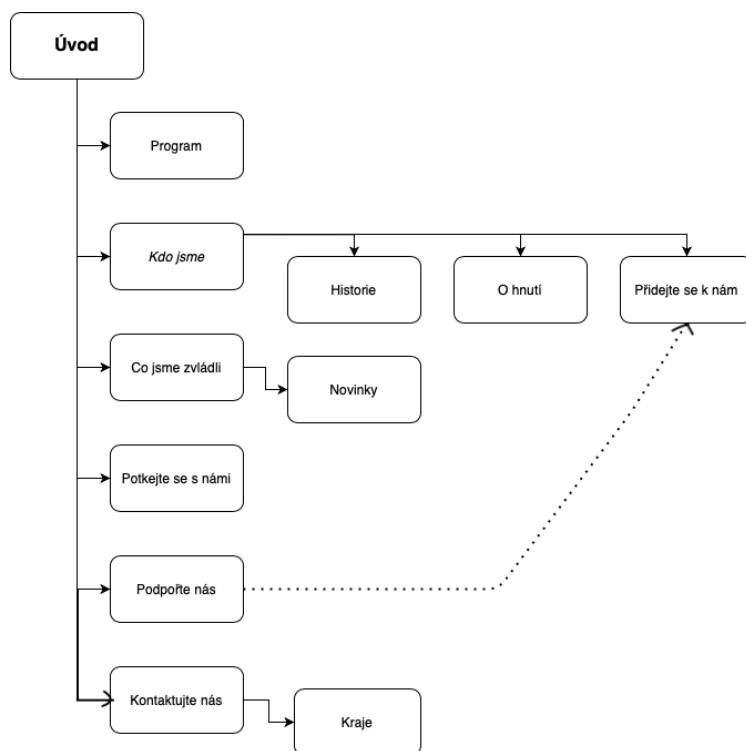 Úvod
Program
Kdo jsme
Historie
O hnutí
Přidejte se k nám
Co jsme zvládli
Novinky
Potkejte se s námi
Podpořte nás
Kontaktujte nás
Kraje